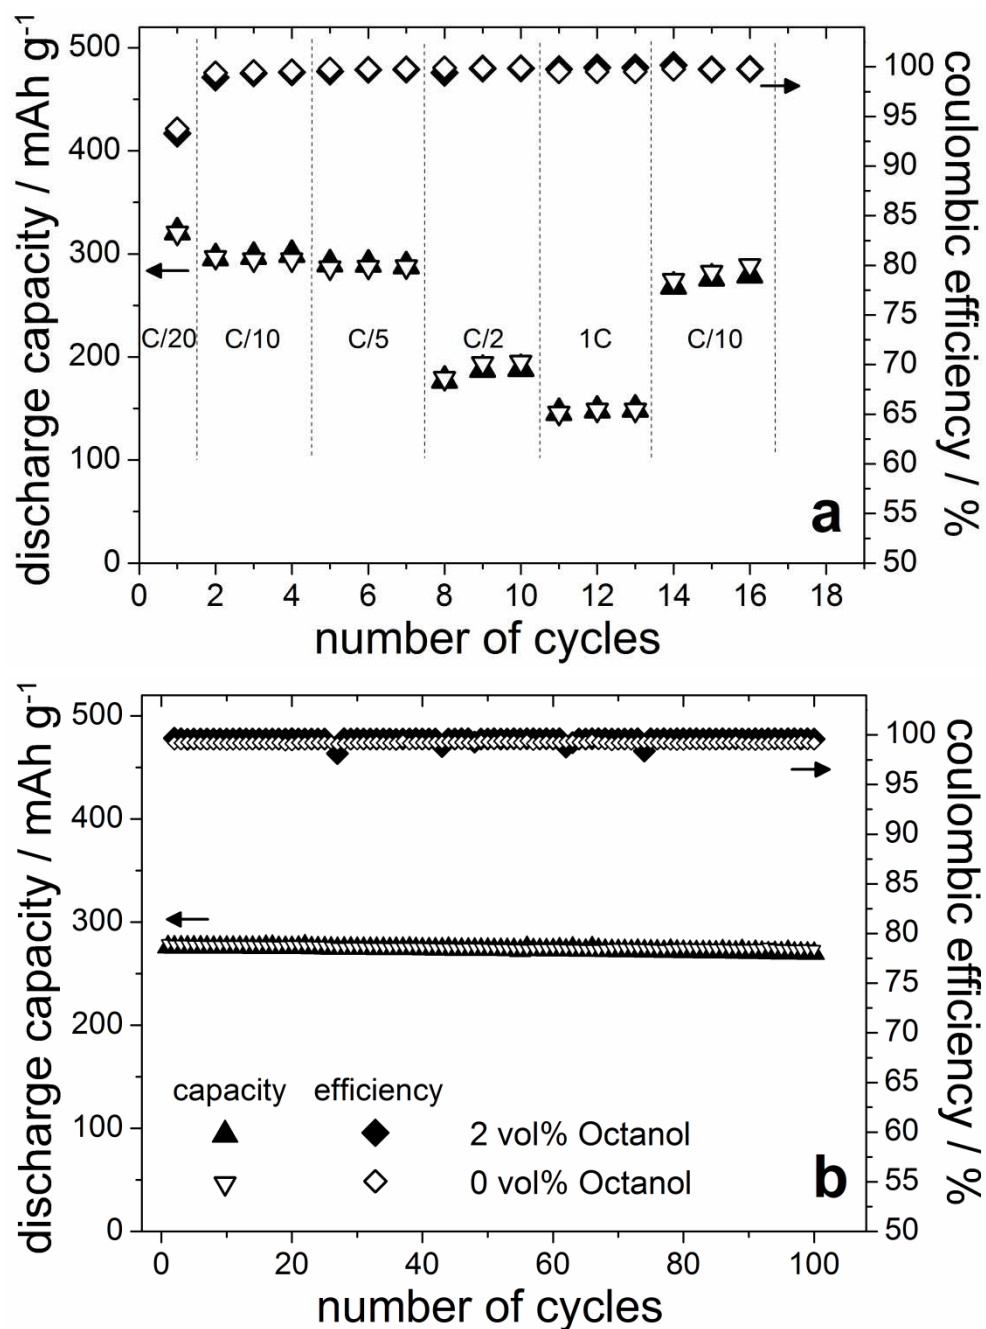 discharge capacity / mAh g⁻¹
500
400
300
200
100
0
C/20
C/10
C/5
C/2
1C
C/10
a
100
95
90
85
80
75
70
65
60
55
50
coulombic efficiency / %
0 2 4 6 8 10 12 14 16 18
number of cycles
discharge capacity / mAh g⁻¹
500
400
300
200
100
0
capacity efficiency
2 vol% Octanol
0 vol% Octanol
b
100
95
90
85
80
75
70
65
60
55
50
coulombic efficiency / %
0 20 40 60 80 100
number of cycles